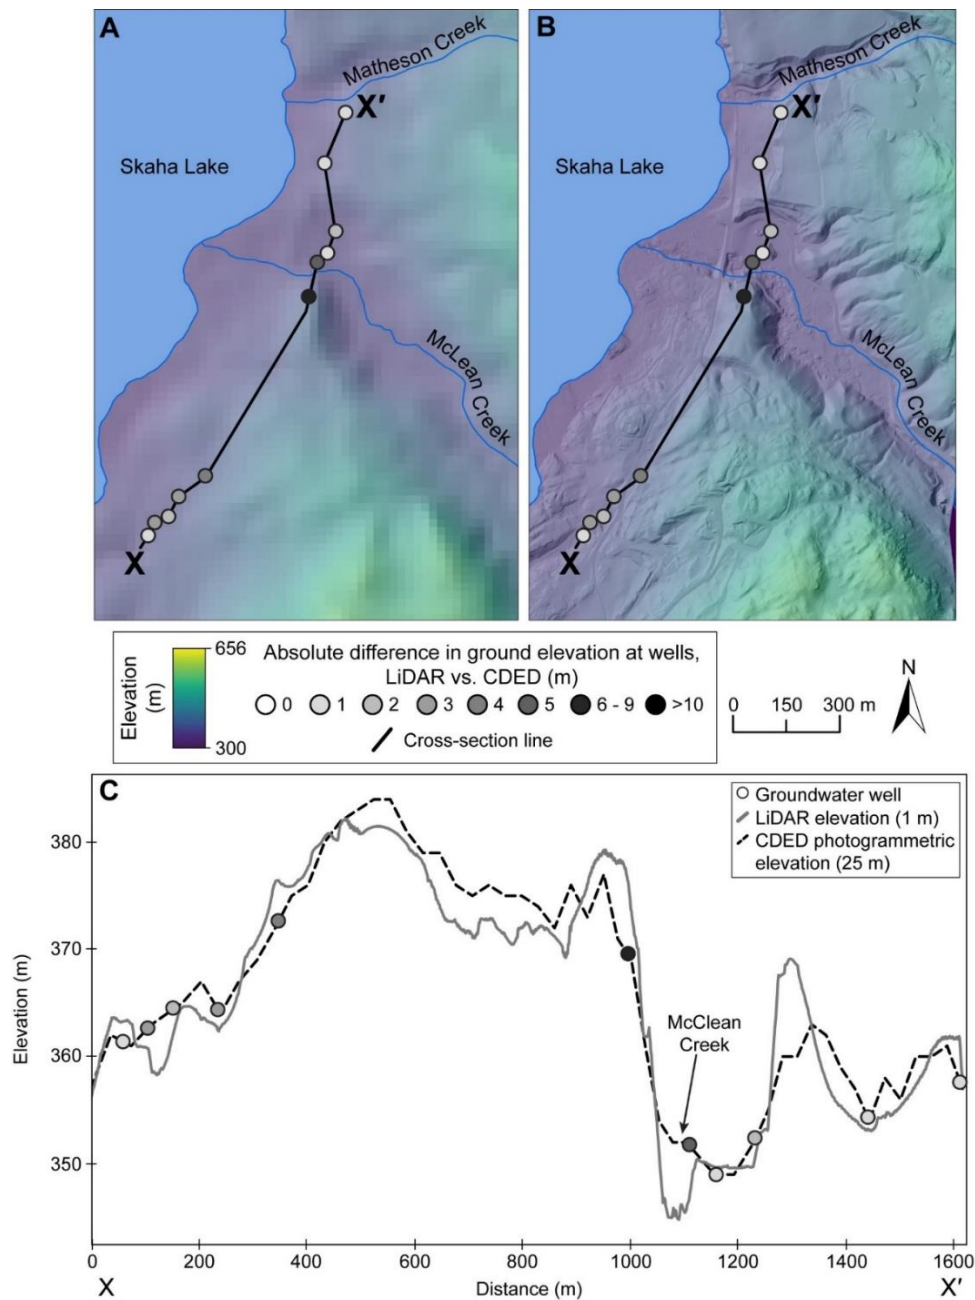 A
Matheson Creek
X'
Skaha Lake
McLean Creek
X
B
Matheson Creek
X'
Skaha Lake
McLean Creek
X
Elevation (m)
656
300
Absolute difference in ground elevation at wells,
LiDAR vs. CDED (m)
0 1 2 3 4 5 6 - 9 >10
Cross-section line
0 150 300 m
N
C
Groundwater well
LiDAR elevation (1 m)
CDED photogrammetric
elevation (25 m)
Elevation (m)
380
370
360
350
McClean
Creek
0 200 400 600 800 1000 1200 1400 1600
X Distance (m) X'